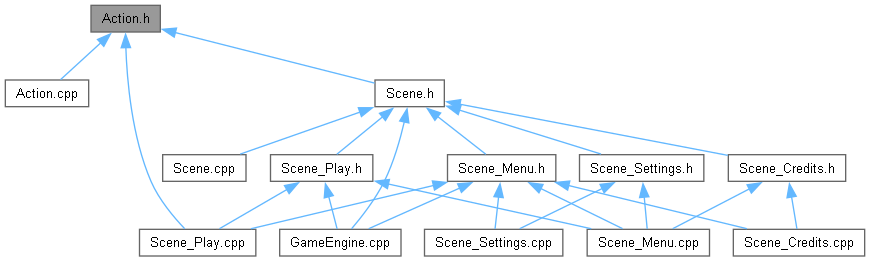 Action.h
Action.cpp
Scene.h
Scene.cpp
Scene_Play.h
Scene_Menu.h
Scene_Settings.h
Scene_Credits.h
Scene_Play.cpp
GameEngine.cpp
Scene_Settings.cpp
Scene_Menu.cpp
Scene_Credits.cpp